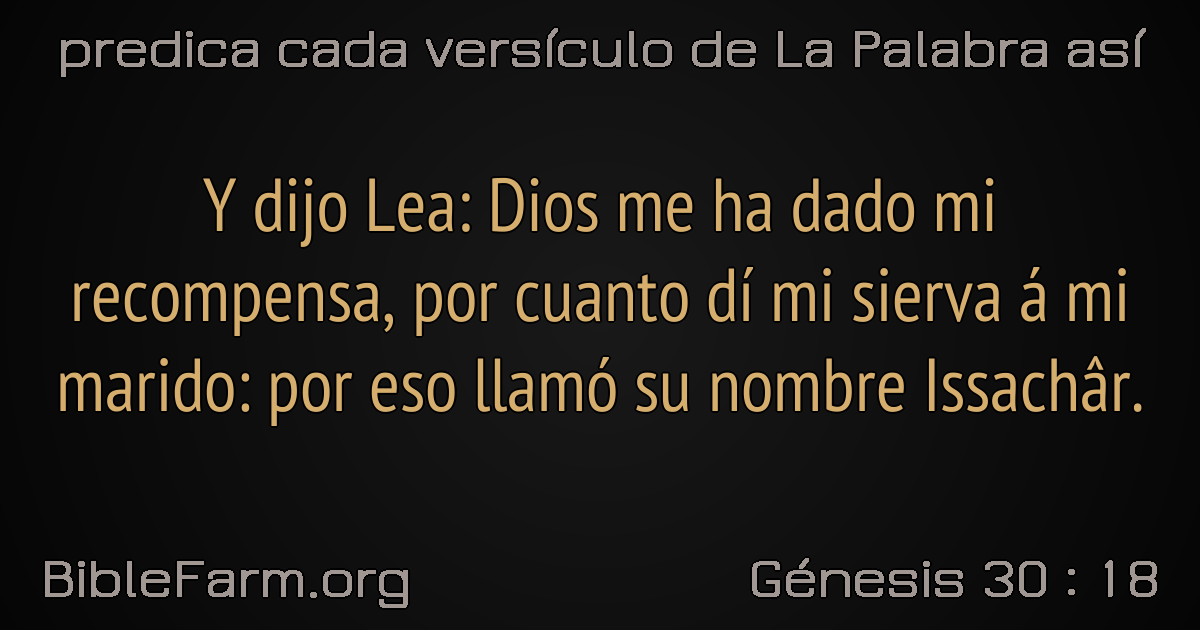 predica cada versículo de La Palabra así
Y dijo Lea: Dios me ha dado mi
recompensa, por cuanto dí mi sierva á mi
marido: por eso llamó su nombre Issachâr.
BibleFarm.org
Génesis 30 : 18